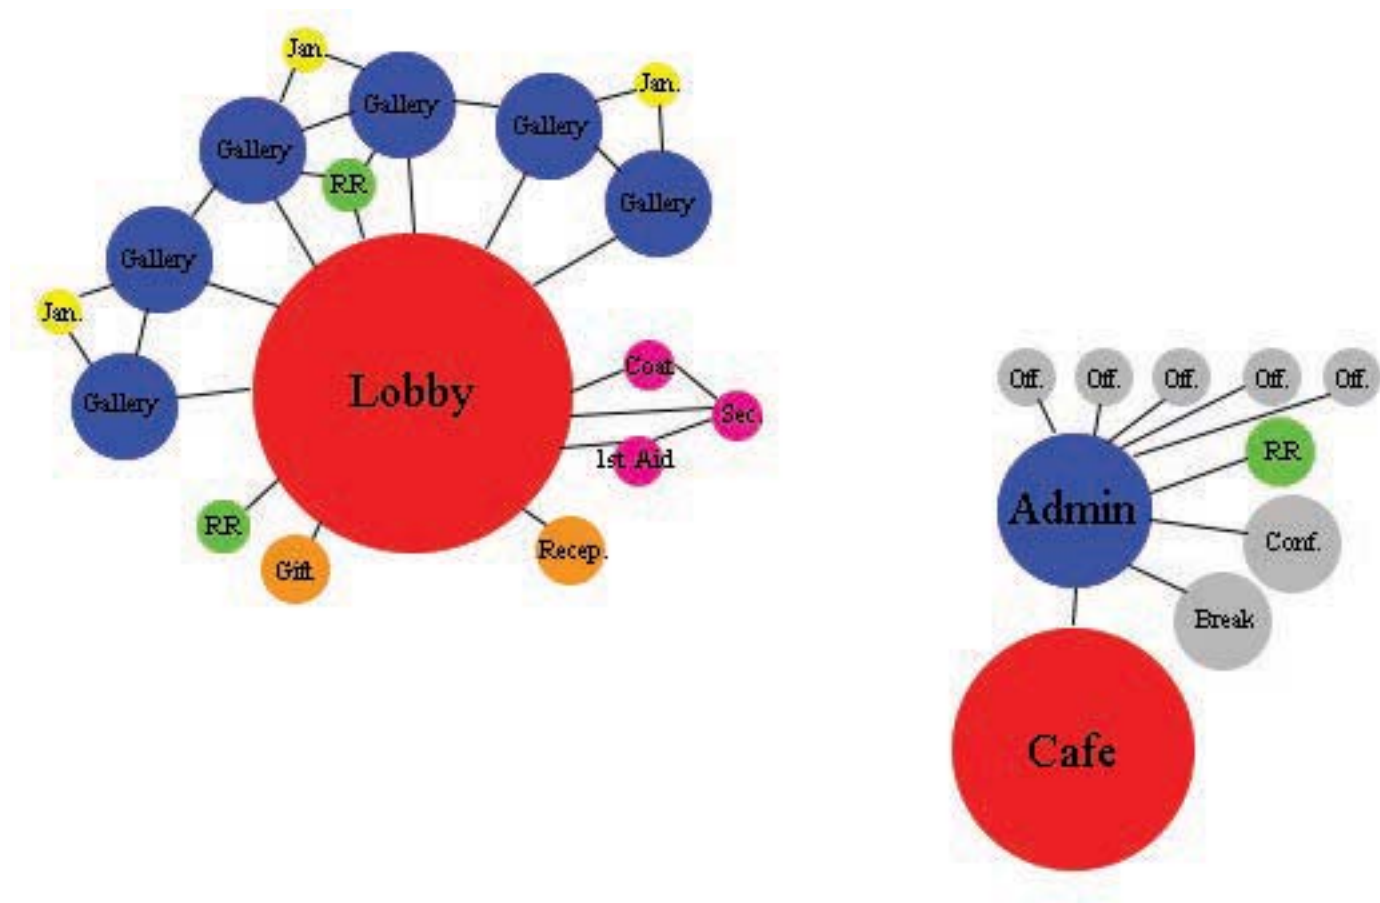 Jan.
Jan.
Gallery
Gallery
Gallery
RR
Gallery
Gallery
Jan.
Gallery
Lobby
Coat
Sec.
1st Aid
RR
Gift
Recep.
Off.
Off.
Off.
Off.
Off.
RR
Admin
Conf.
Break
Cafe